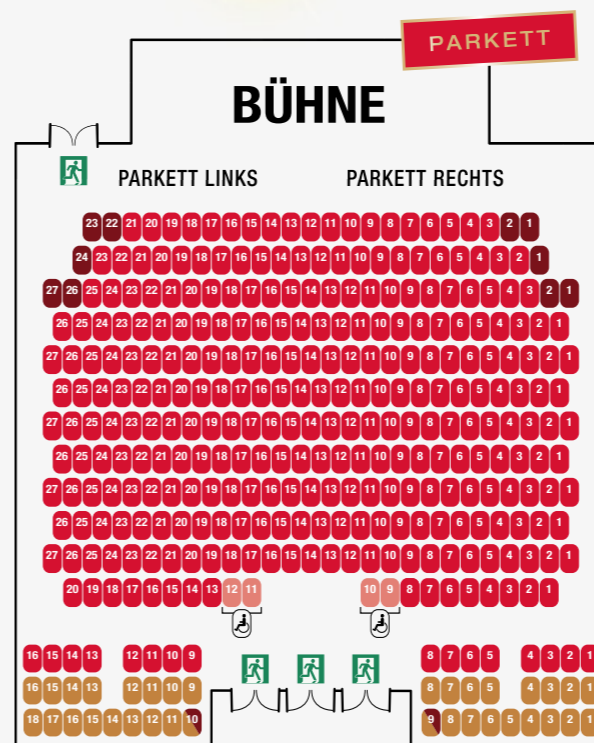 PARKETT
BÜHNE
PARKETT LINKS PARKETT RECHTS
23 22 21 20 19 18 17 16 15 14 13 12 11 10 9 8 7 6 5 4 3 2 1
24 23 22 21 20 19 18 17 16 15 14 13 12 11 10 9 8 7 6 5 4 3 2 1
27 26 25 24 23 22 21 20 19 18 17 16 15 14 13 12 11 10 9 8 7 6 5 4 3 2 1
26 25 24 23 22 21 20 19 18 17 16 15 14 13 12 11 10 9 8 7 6 5 4 3 2 1
27 26 25 24 23 22 21 20 19 18 17 16 15 14 13 12 11 10 9 8 7 6 5 4 3 2 1
26 25 24 23 22 21 20 19 18 17 16 15 14 13 12 11 10 9 8 7 6 5 4 3 2 1
27 26 25 24 23 22 21 20 19 18 17 16 15 14 13 12 11 10 9 8 7 6 5 4 3 2 1
26 25 24 23 22 21 20 19 18 17 16 15 14 13 12 11 10 9 8 7 6 5 4 3 2 1
27 26 25 24 23 22 21 20 19 18 17 16 15 14 13 12 11 10 9 8 7 6 5 4 3 2 1
26 25 24 23 22 21 20 19 18 17 16 15 14 13 12 11 10 9 8 7 6 5 4 3 2 1
27 26 25 24 23 22 21 20 19 18 17 16 15 14 13 12 11 10 9 8 7 6 5 4 3 2 1
20 19 18 17 16 15 14 13 12 11 10 9 8 7 6 5 4 3 2 1
16 15 14 13 12 11 10 9 8 7 6 5 4 3 2 1
16 15 14 13 12 11 10 9 8 7 6 5 4 3 2 1
18 17 16 15 14 13 12 11 10 9 8 7 6 5 4 3 2 1